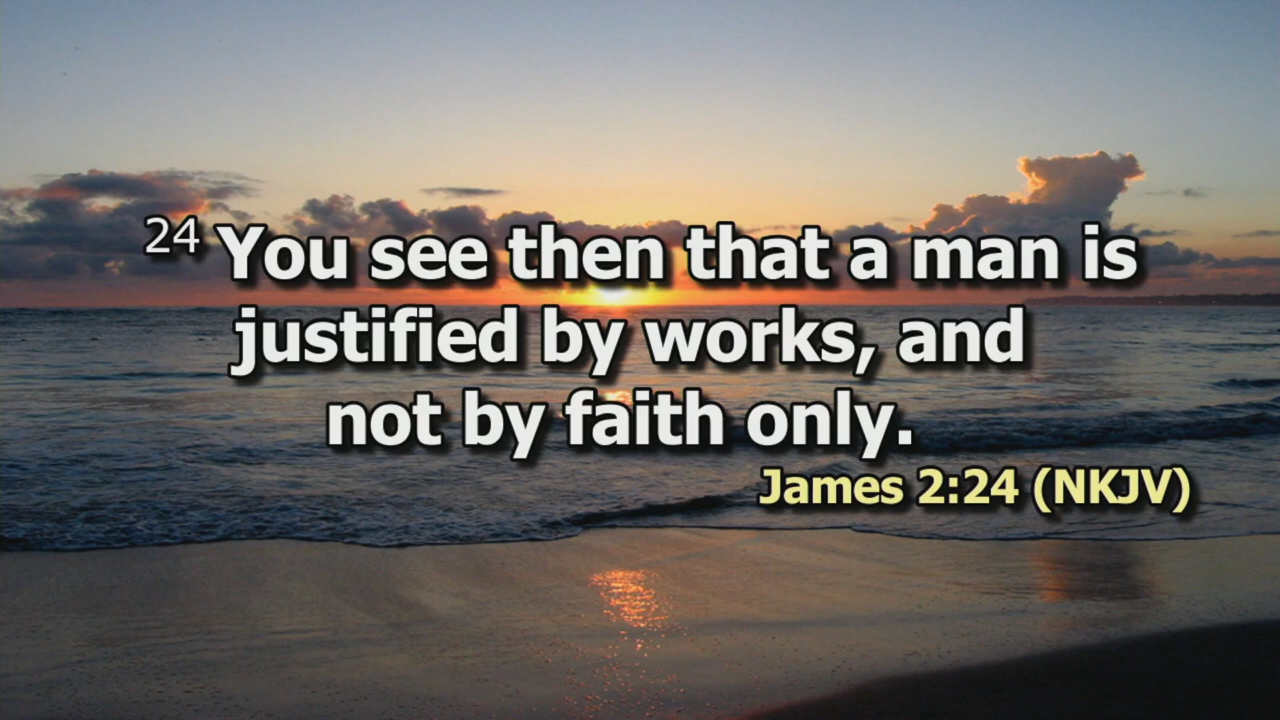 24 You see then that a man is
justified by works, and
not by faith only.
James 2:24 (NKJV)